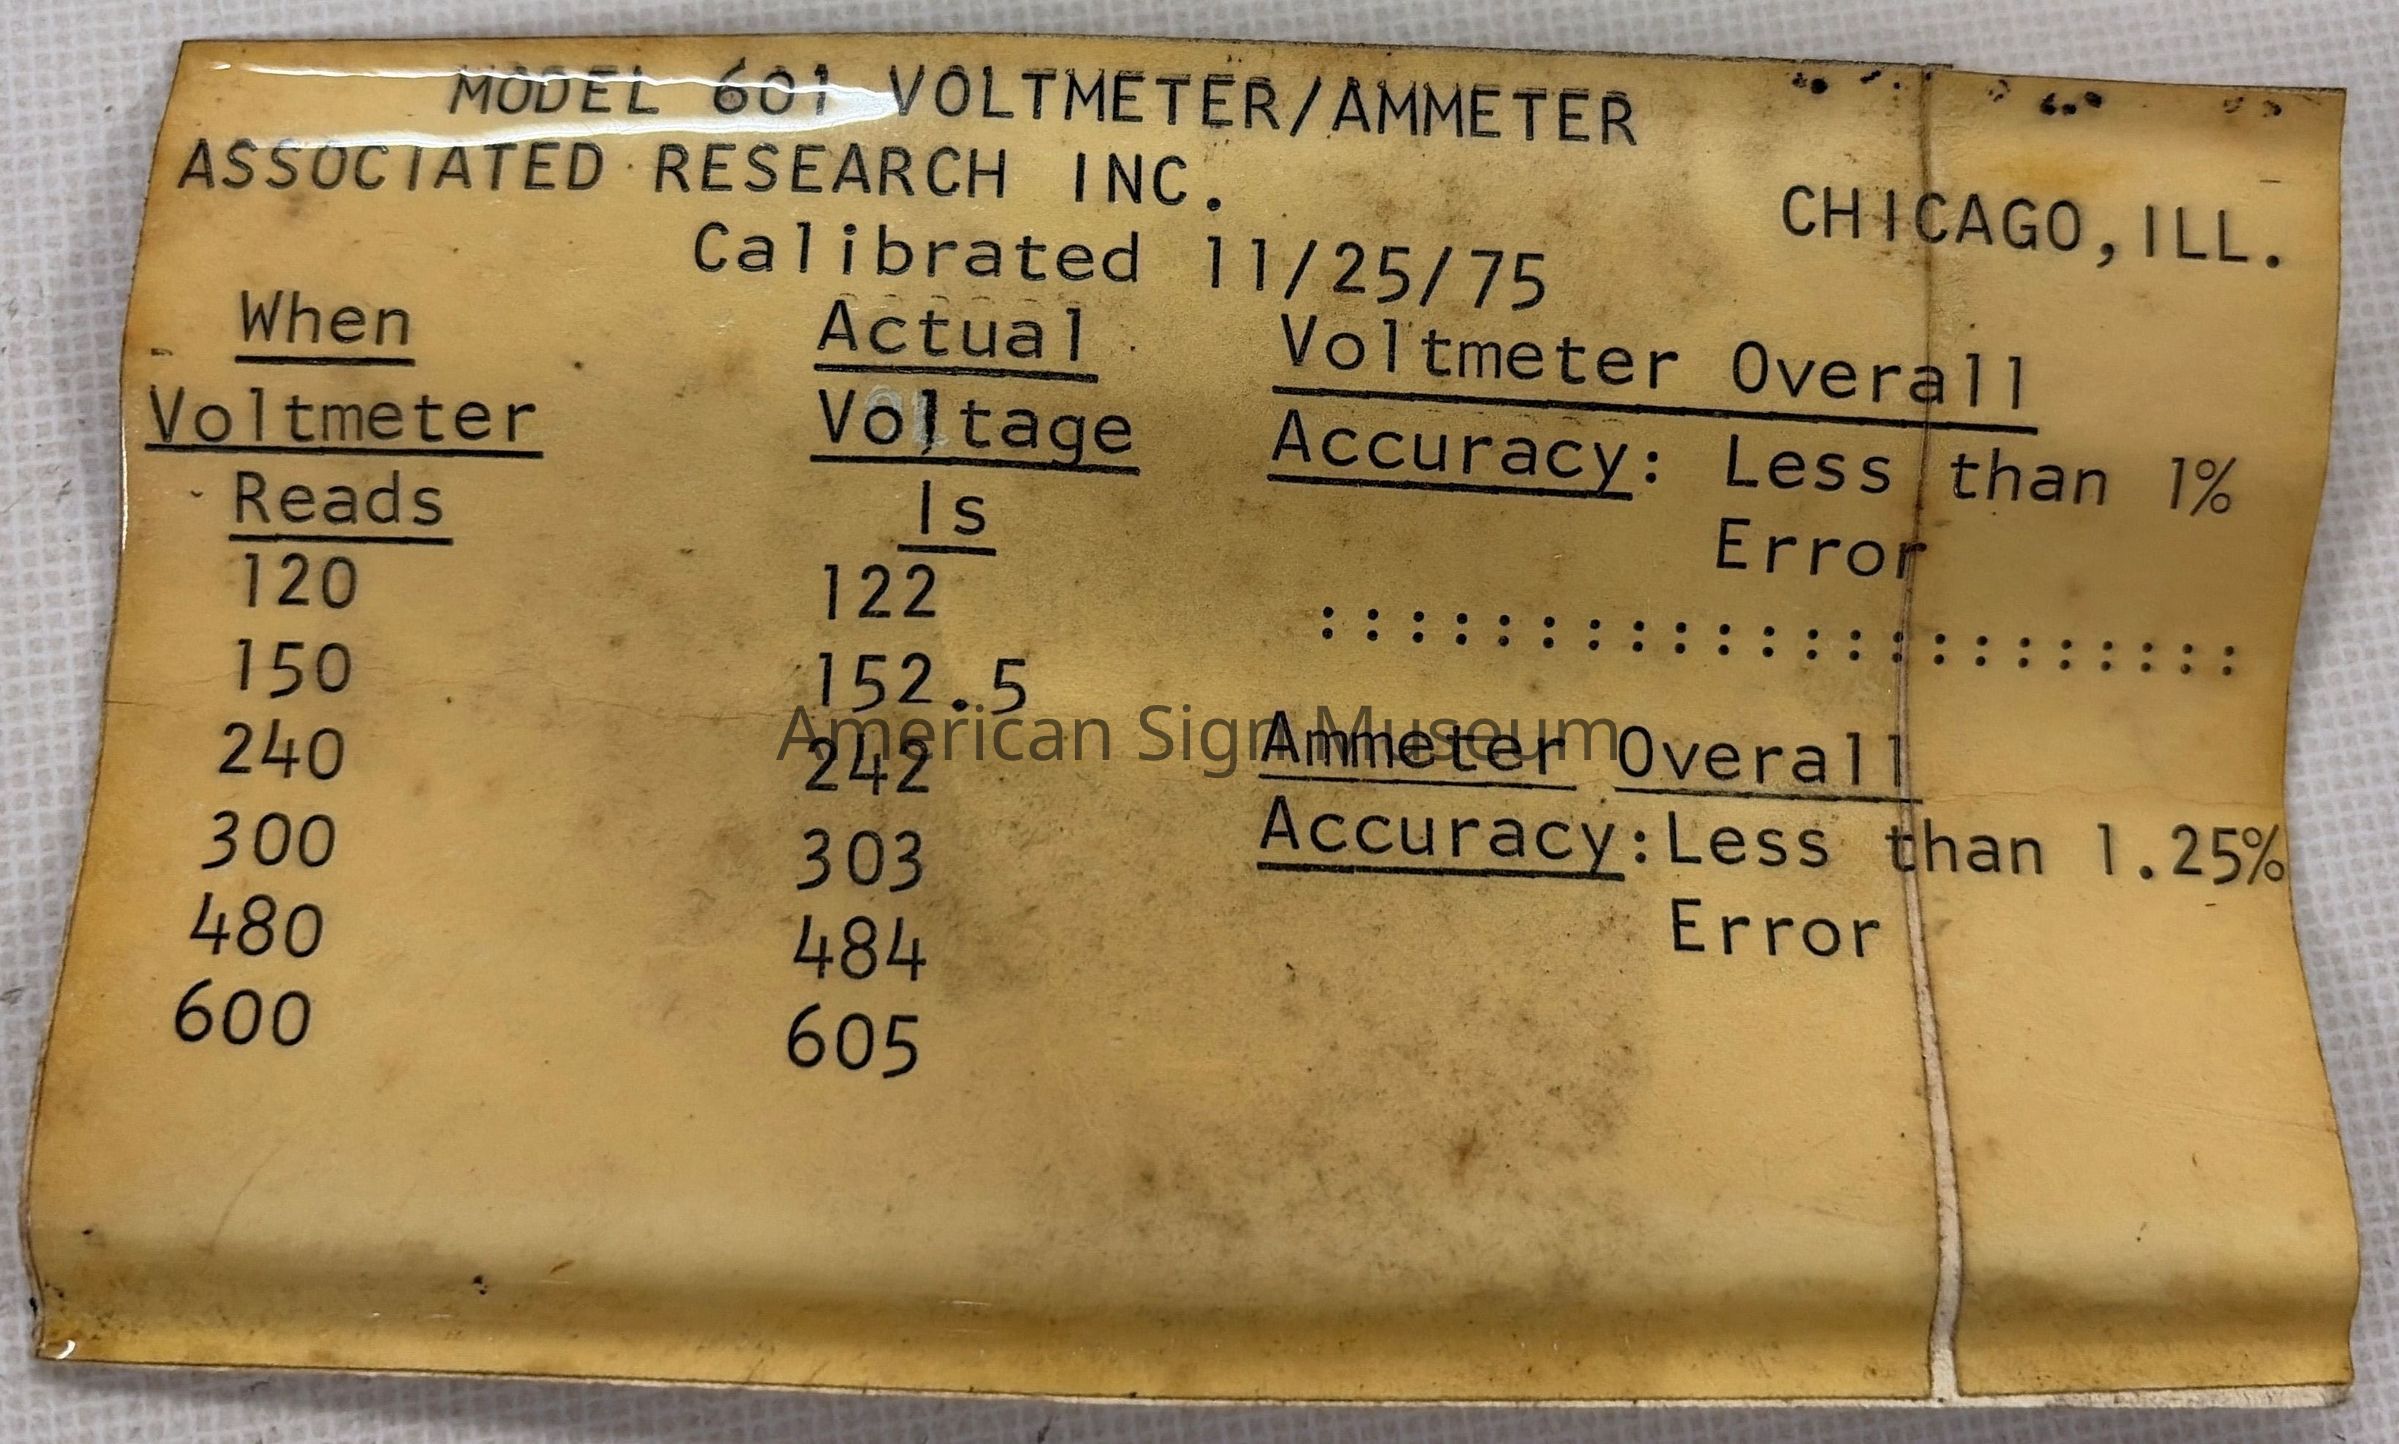 MODEL 601 VOLTMETER/AMMETER
ASSOCIATED RESEARCH INC. CHICAGO, ILL.
Calibrated 11/25/75
When
Voltmeter
Reads
Actual
Voltage
Is
120 122
150 152.5
240 242
300 303
480 484
600 605
Voltmeter Overall
Accuracy: Less than 1%
Error
:::::::::::::::::::::::
Ammeter Overall
Accuracy:Less than 1.25%
Error
American Sign Museum